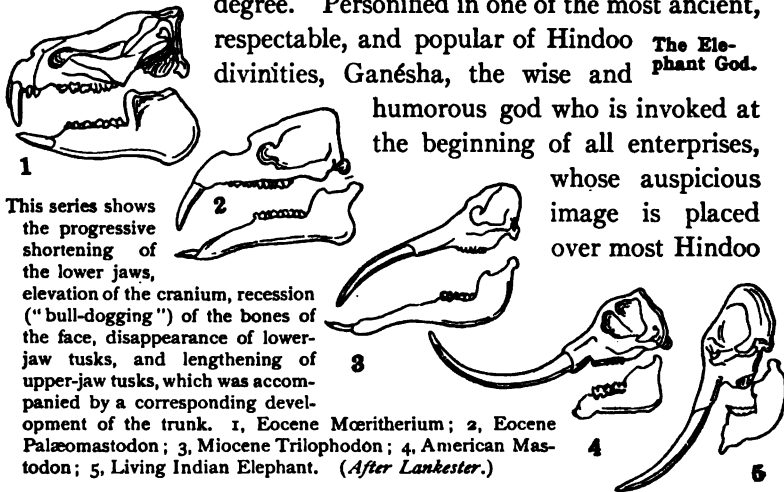 degree. Personified in one of the most ancient,
respectable, and popular of Hindoo
divinities, Ganésha, the wise and
The Ele-
phant God.
humorous god who is invoked at
the beginning of all enterprises,
whose auspicious
image is placed
over most Hindoo
1
2
3
4
5
This series shows
the progressive
shortening of
the lower jaws,
elevation of the cranium, recession
("bull-dogging") of the bones of
the face, disappearance of lower-
jaw tusks, and lengthening of
upper-jaw tusks, which was accom-
panied by a corresponding devel-
opment of the trunk. 1, Eocene Mœritherium; 2, Eocene
Palæomastodon; 3, Miocene Trilophodon; 4, American Mas-
todon; 5, Living Indian Elephant. (After Lankester.)